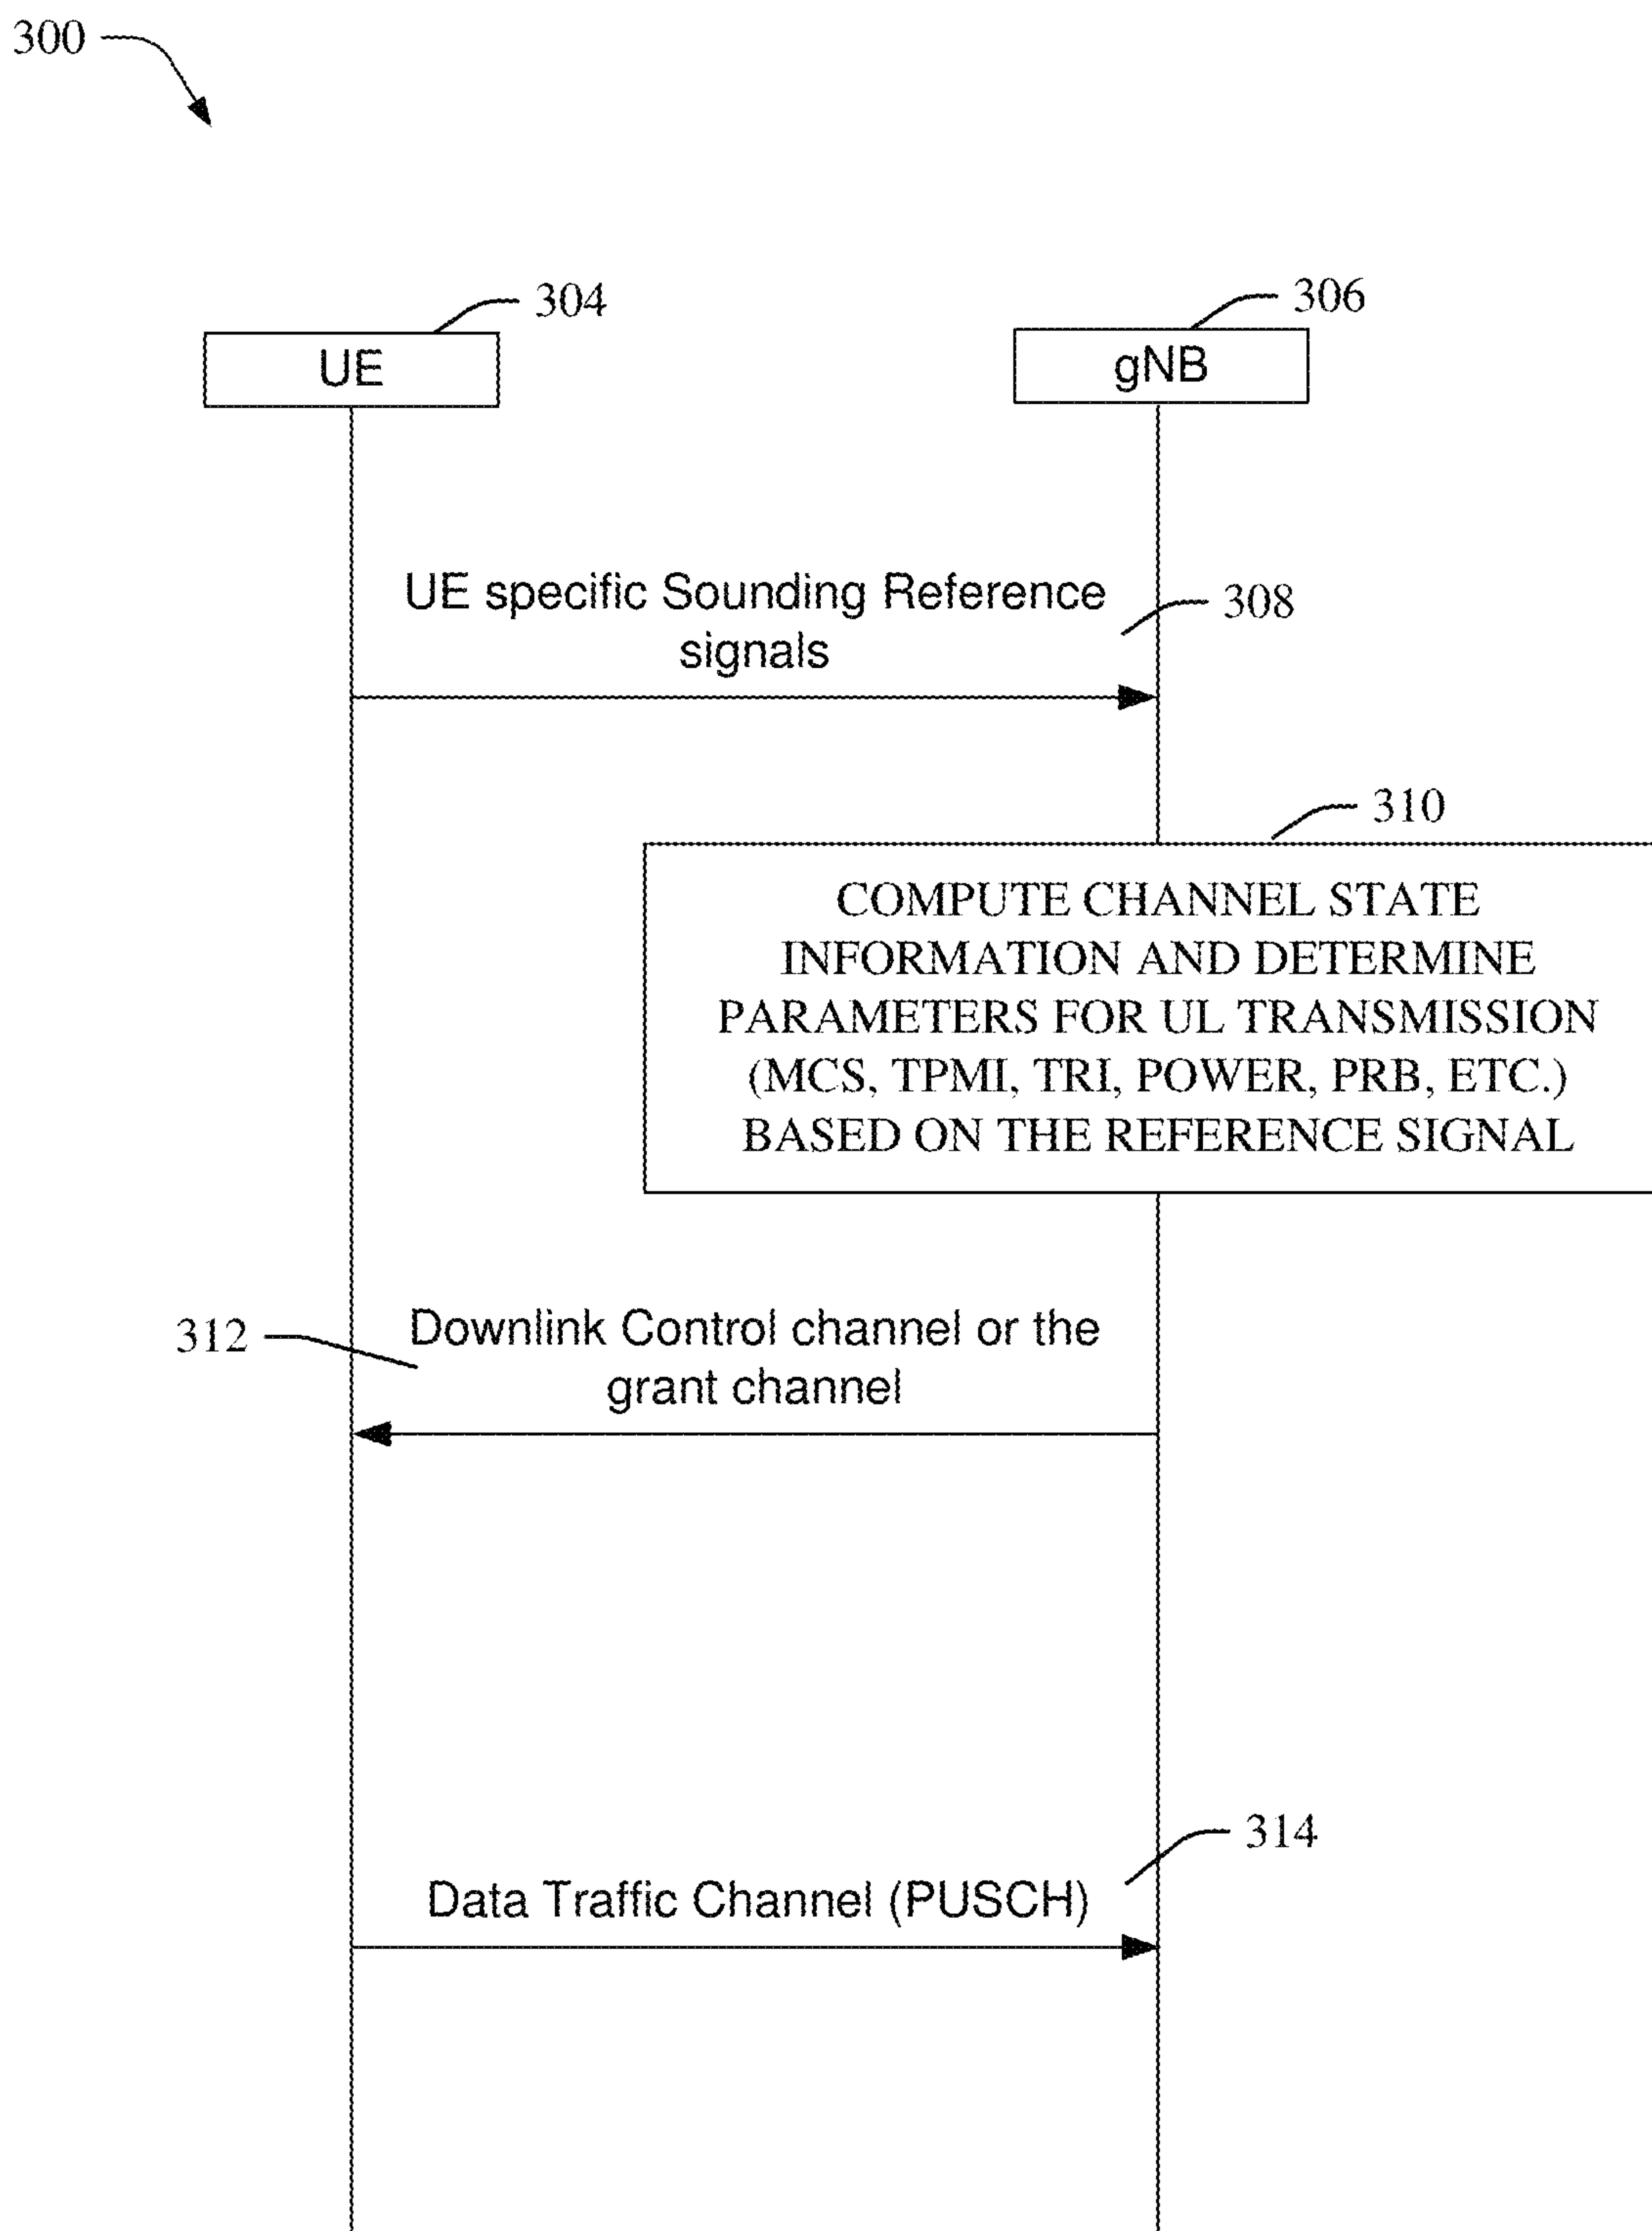 300
304
306
UE
gNB
UE specific Sounding Reference
signals
308
310
COMPUTE CHANNEL STATE
INFORMATION AND DETERMINE
PARAMETERS FOR UL TRANSMISSION
(MCS, TPMI, TRI, POWER, PRB, ETC.)
BASED ON THE REFERENCE SIGNAL
312
Downlink Control channel or the
grant channel
314
Data Traffic Channel (PUSCH)